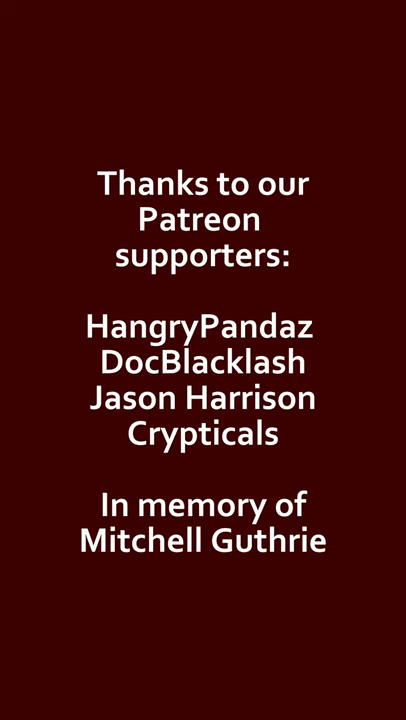 Thanks to our
Patreon
supporters:
HangryPandaz
DocBlacklash
Jason Harrison
Crypticals
In memory of
Mitchell Guthrie